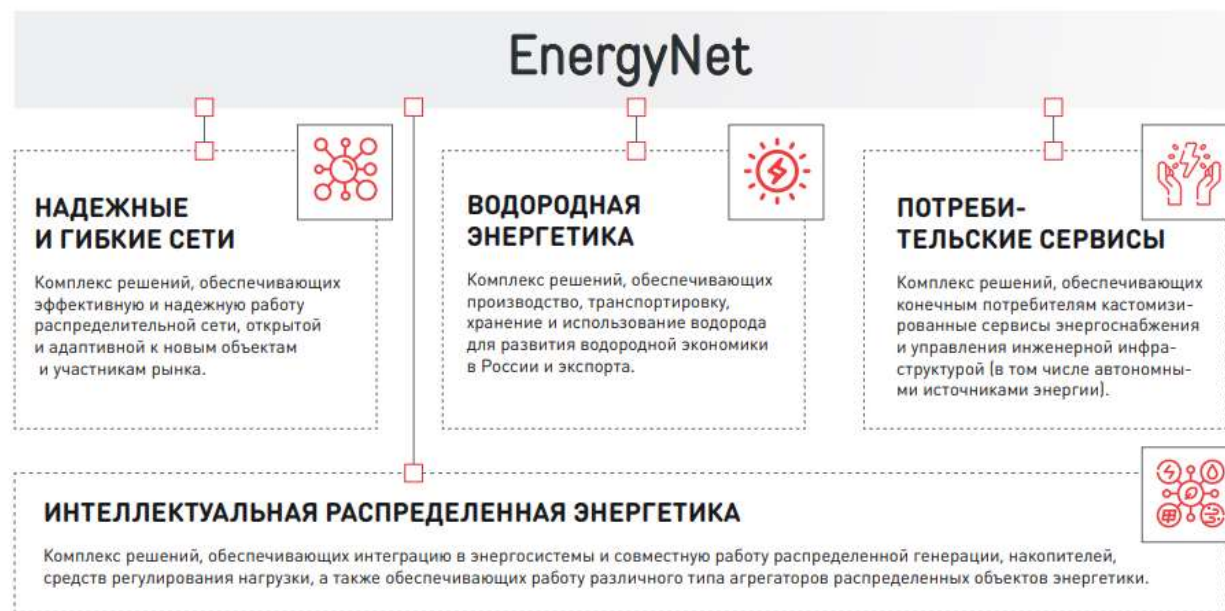 EnergyNet
НАДЕЖНЫЕ
И ГИБКИЕ СЕТИ
Комплекс решений, обеспечивающих
эффективную и надежную работу
распределительной сети, открытой
и адаптивной к новым объектам
и участникам рынка.
ВОДОРОДНАЯ
ЭНЕРГЕТИКА
Комплекс решений, обеспечивающих
производство, транспортировку,
хранение и использование водорода
для развития водородной экономики
в России и экспорта.
ПОТРЕБИ-
ТЕЛЬСКИЕ СЕРВИСЫ
Комплекс решений, обеспечивающих
конечным потребителям кастомизи-
рованные сервисы энергоснабжения
и управления инженерной инфра-
структурой (в том числе автономны-
ми источниками энергии).
ИНТЕЛЛЕКТУАЛЬНАЯ РАСПРЕДЕЛЕННАЯ ЭНЕРГЕТИКА
Комплекс решений, обеспечивающих интеграцию в энергосистемы и совместную работу распределенной генерации, накопителей,
средств регулирования нагрузки, а также обеспечивающих работу различного типа агрегаторов распределенных объектов энергетики.